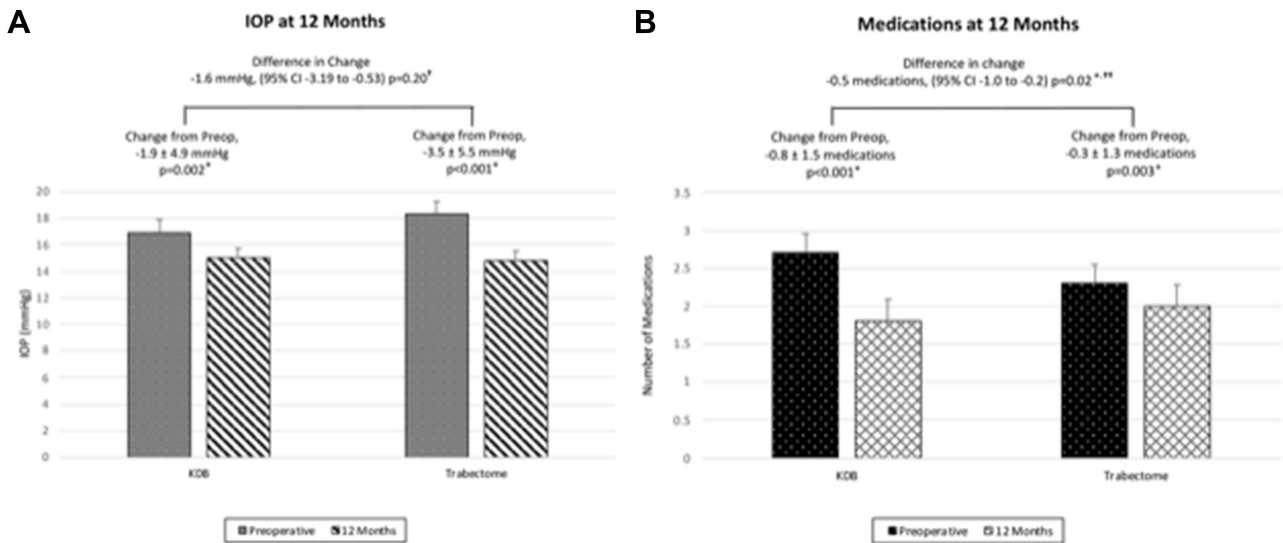 A
IOP at 12 Months
Difference in Change
-1.6 mmHg, (95% CI -3.19 to -0.53) p=0.20†
Change from Preop,
-1.9 ± 4.9 mmHg
p=0.002*
Change from Preop,
-3.5 ± 5.5 mmHg
p<0.001*
20
18
16
14
12
10
8
6
4
2
0
IOP (mmHg)
KDB
Trabectome
Preoperative
12 Months
B
Medications at 12 Months
Difference in change
-0.5 medications, (95% CI -1.0 to -0.2) p=0.02 *,††
Change from Preop,
-0.8 ± 1.5 medications
p<0.001*
Change from Preop,
-0.3 ± 1.3 medications
p=0.003*
3.5
3
2.5
2
1.5
1
0.5
0
Number of Medications
KDB
Trabectome
Preoperative
12 Months